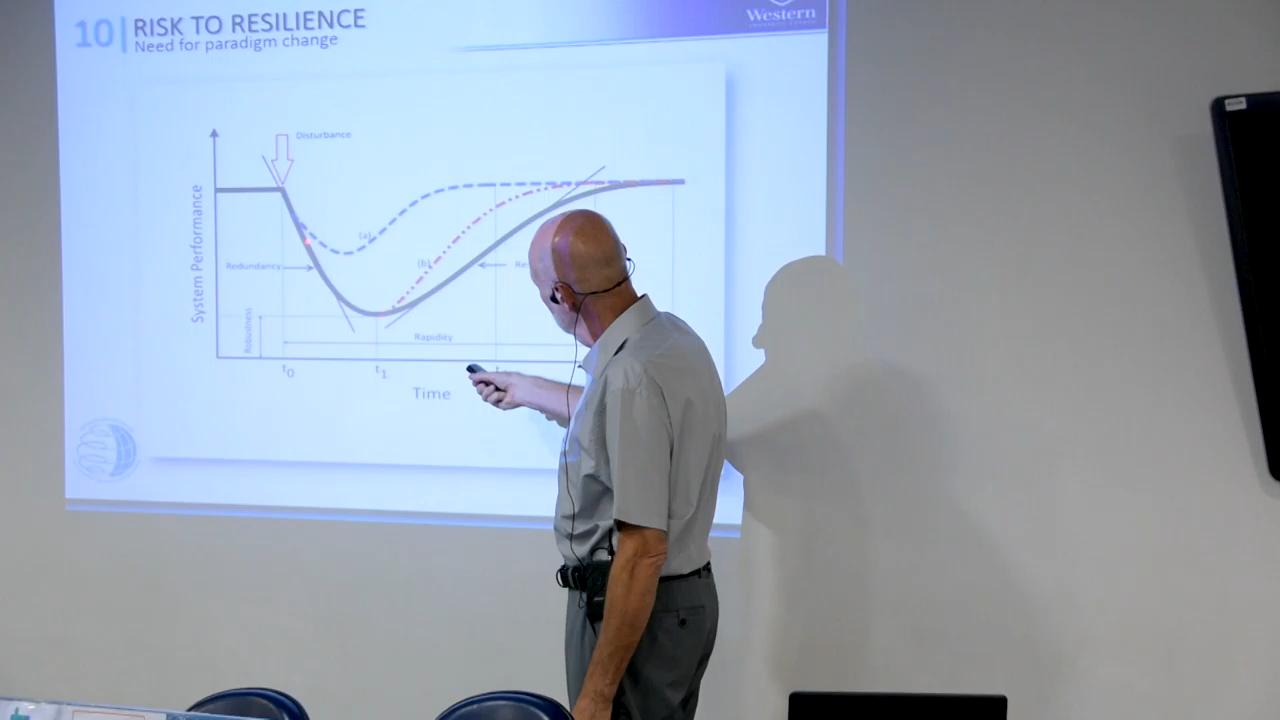 10 | RISK TO RESILIENCE
Need for paradigm change
Western
Disturbance
System Performance
(a)
(b)
Redundancy
Robustness
Rapidity
t0
t1
Time